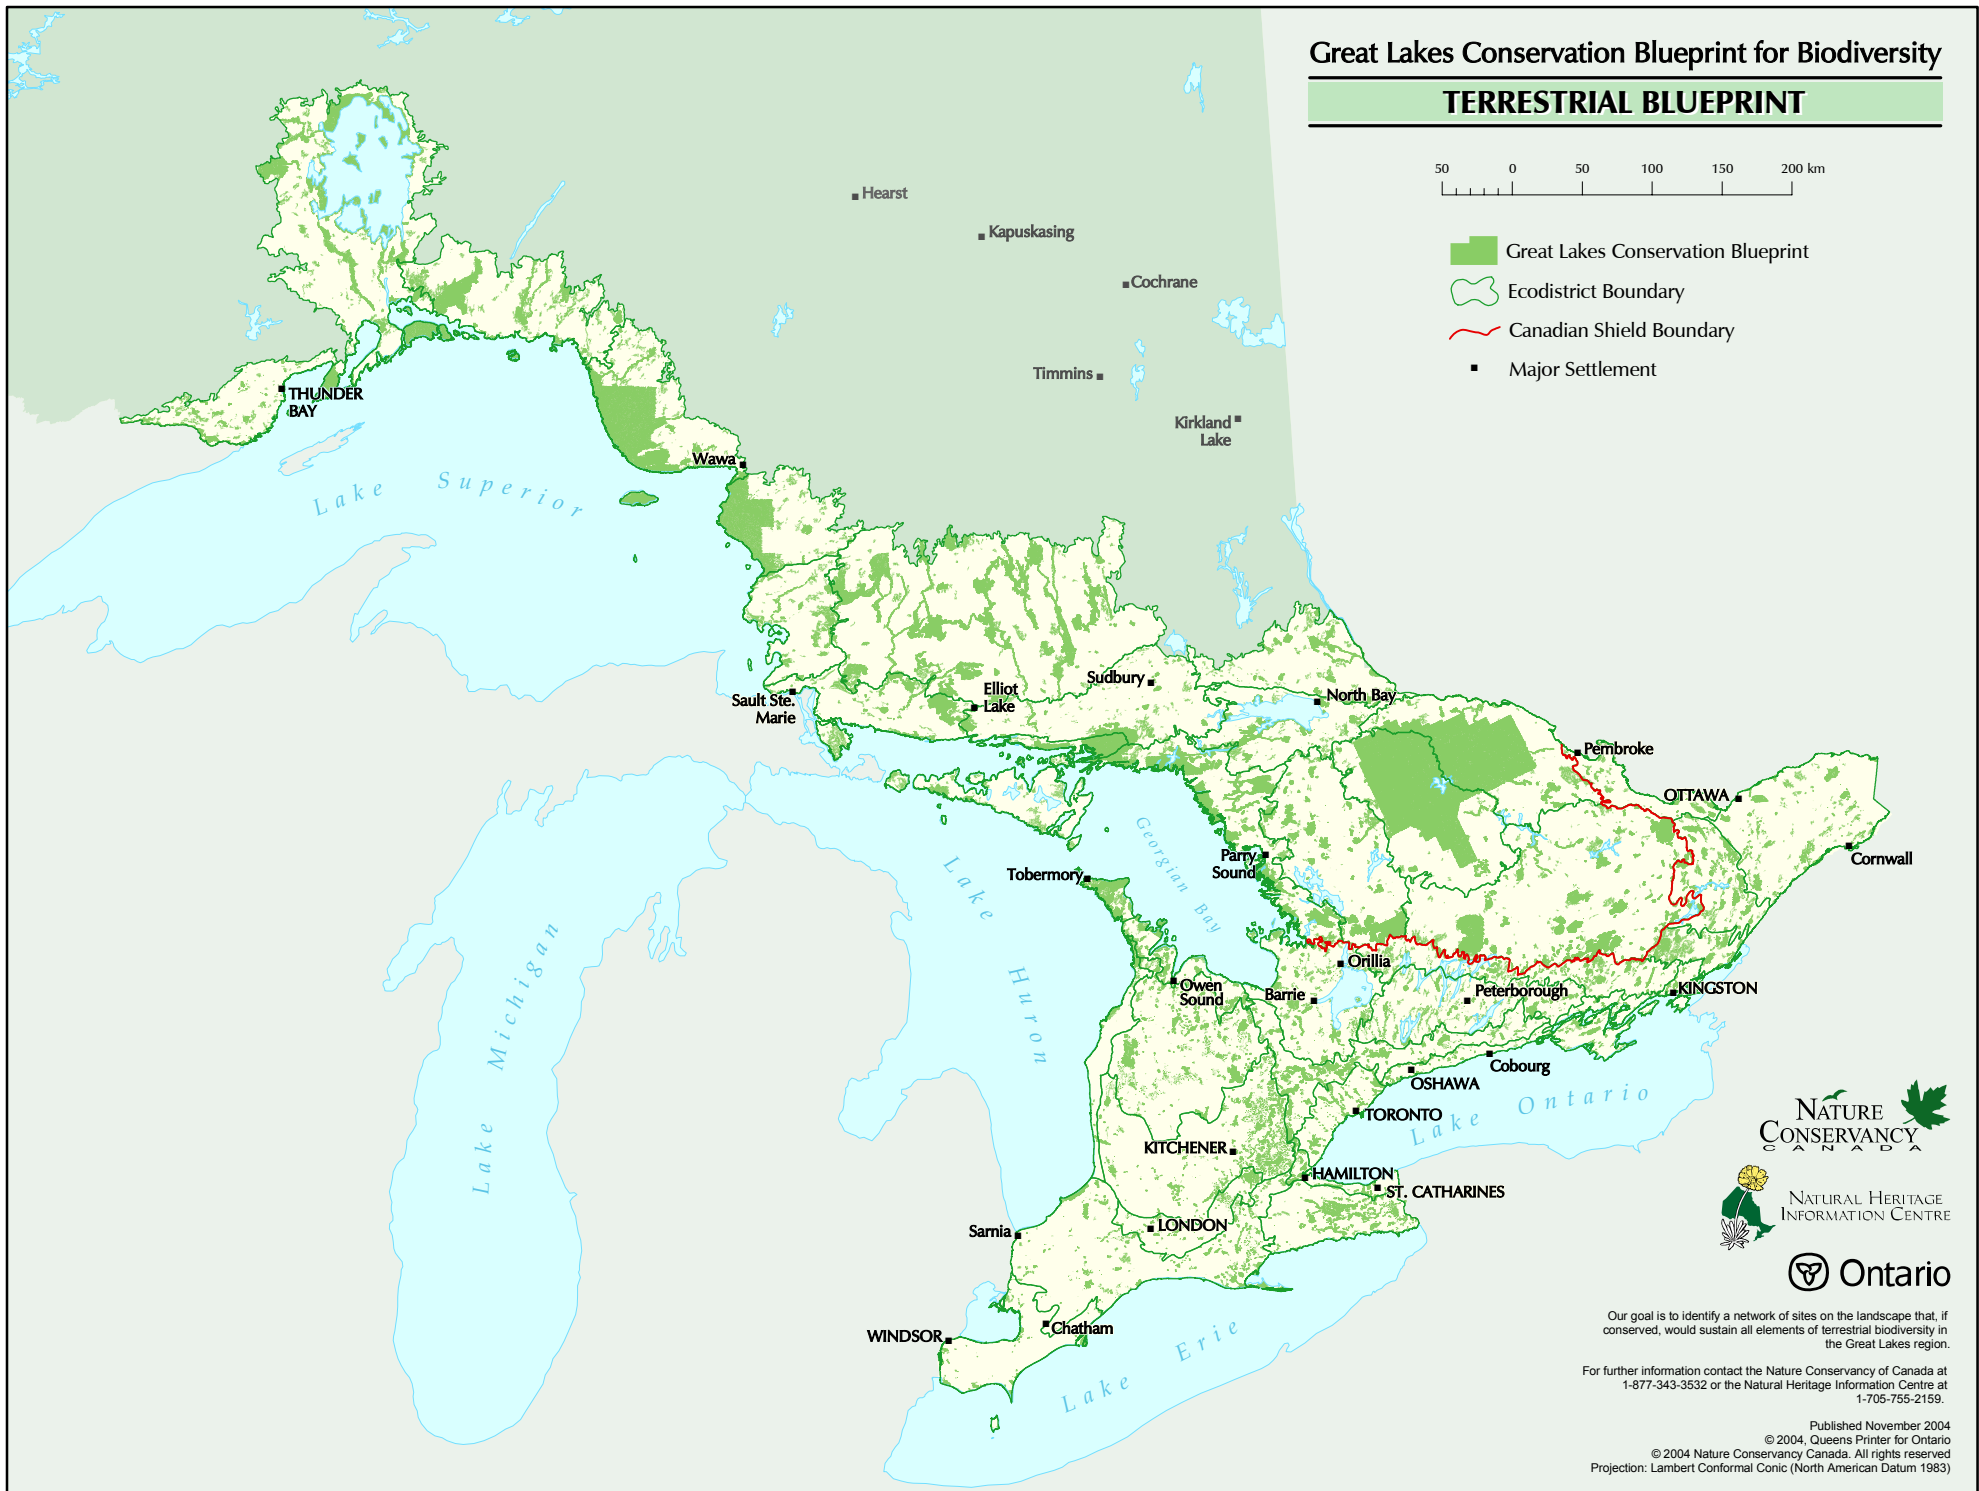 Great Lakes Conservation Blueprint for Biodiversity
TERRESTRIAL BLUEPRINT
50 0 50 100 150 200 km
Great Lakes Conservation Blueprint
Ecodistrict Boundary
Canadian Shield Boundary
Major Settlement
Hearst
Kapuskasing
Cochrane
Timmins
Kirkland
Lake
THUNDER
BAY
Wawa
Lake Superior
Sault Ste.
Marie
Elliot
Lake
Sudbury
North Bay
Pembroke
OTTAWA
Cornwall
Parry
Sound
Georgian Bay
Tobermory
Lake Huron
Lake Michigan
Owen
Sound
Orillia
Barrie
Peterborough
KINGSTON
Cobourg
OSHAWA
TORONTO
Lake Ontario
KITCHENER
HAMILTON
ST. CATHARINES
LONDON
Sarnia
WINDSOR
Chatham
Lake Erie
NATURE
CONSERVANCY
CANADA
NATURAL HERITAGE
INFORMATION CENTRE
Ontario
Our goal is to identify a network of sites on the landscape that, if
conserved, would sustain all elements of terrestrial biodiversity in
the Great Lakes region.
For further information contact the Nature Conservancy of Canada at
1-877-343-3532 or the Natural Heritage Information Centre at
1-705-755-2159.
Published November 2004
© 2004, Queens Printer for Ontario
© 2004 Nature Conservancy Canada. All rights reserved
Projection: Lambert Conformal Conic (North American Datum 1983)